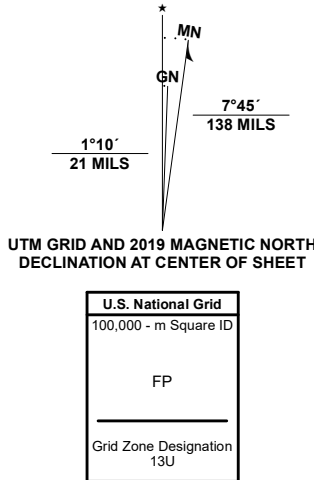 ★
MN
GN
7°45´
138 MILS
1°10´
21 MILS
UTM GRID AND 2019 MAGNETIC NORTH
DECLINATION AT CENTER OF SHEET
U.S. National Grid
100,000 - m Square ID
FP
Grid Zone Designation
13U